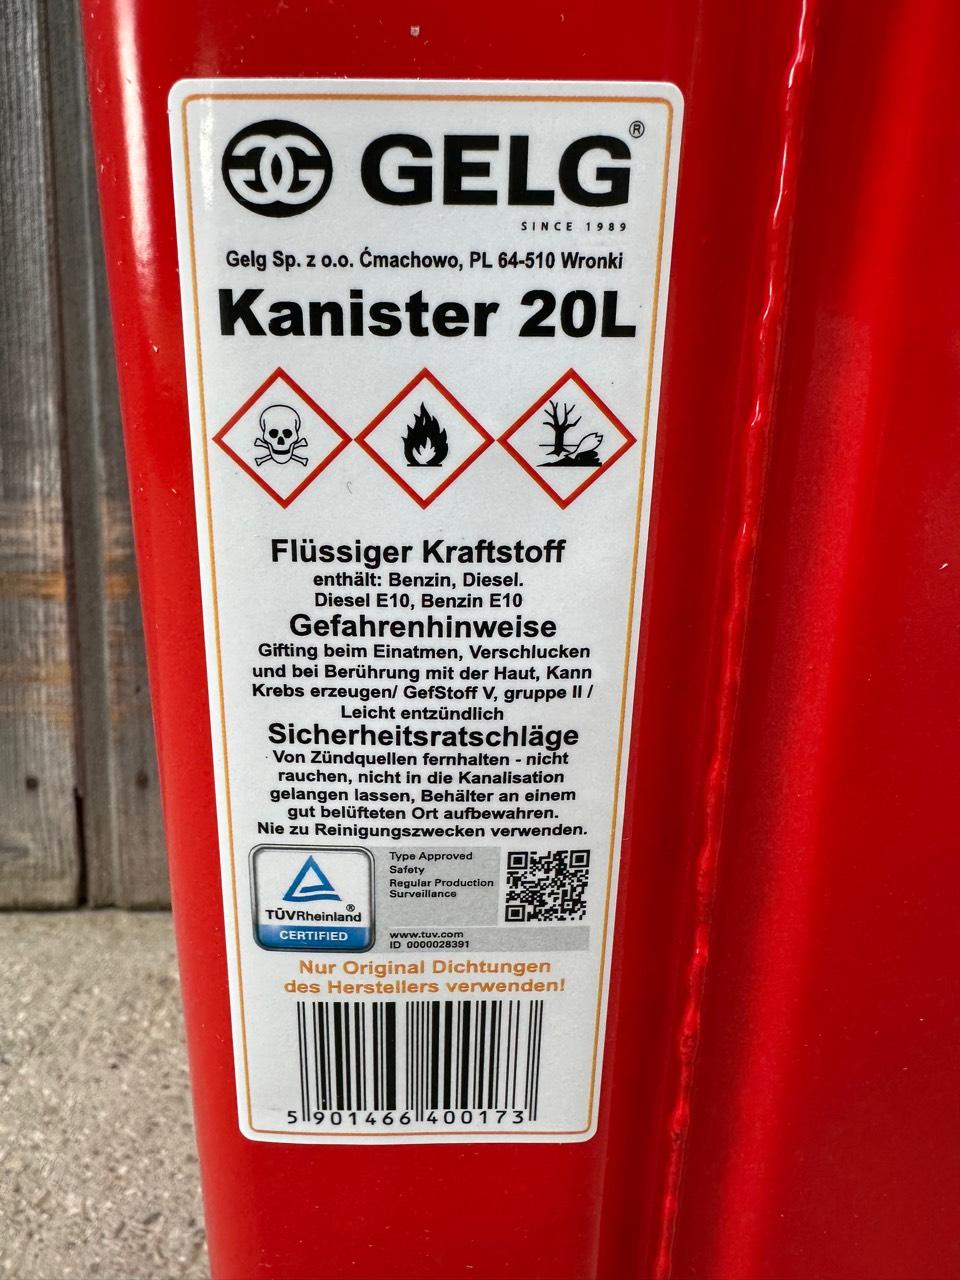 GELG®
SINCE 1989
Gelg Sp. z o.o. Ćmachowo, PL 64-510 Wronki
Kanister 20L
Flüssiger Kraftstoff
enthält: Benzin, Diesel.
Diesel E10, Benzin E10
Gefahrenhinweise
Gifting beim Einatmen, Verschlucken
und bei Berührung mit der Haut, Kann
Krebs erzeugen/ GefStoff V, gruppe II /
Leicht entzündlich
Sicherheitsratschläge
Von Zündquellen fernhalten - nicht
rauchen, nicht in die Kanalisation
gelangen lassen, Behälter an einem
gut belüfteten Ort aufbewahren.
Nie zu Reinigungszwecken verwenden.
TÜVRheinland®
CERTIFIED
Type Approved
Safety
Regular Production
Surveillance
www.tuv.com
ID 0000028391
Nur Original Dichtungen
des Herstellers verwenden!
5 901466 400173